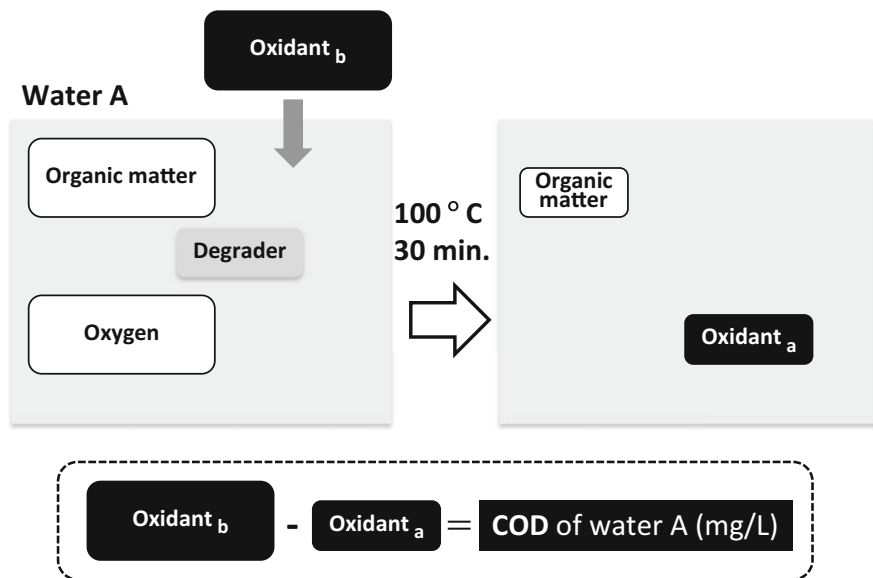 Oxidant b
Water A
Organic matter
Degrader
Oxygen
100 ° C
30 min.
Organic
matter
Oxidant a
Oxidant b - Oxidant a = COD of water A (mg/L)